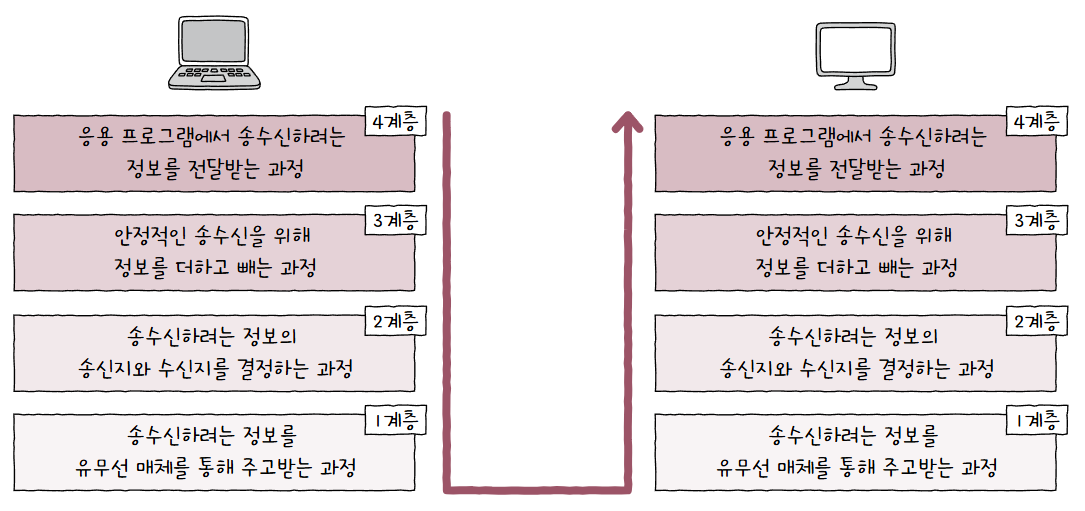 4계층
응용 프로그램에서 송수신하려는
정보를 전달받는 과정
3계층
안정적인 송수신을 위해
정보를 더하고 빼는 과정
2계층
송수신하려는 정보의
송신지와 수신지를 결정하는 과정
1계층
송수신하려는 정보를
유무선 매체를 통해 주고받는 과정
4계층
응용 프로그램에서 송수신하려는
정보를 전달받는 과정
3계층
안정적인 송수신을 위해
정보를 더하고 빼는 과정
2계층
송수신하려는 정보의
송신지와 수신지를 결정하는 과정
1계층
송수신하려는 정보를
유무선 매체를 통해 주고받는 과정